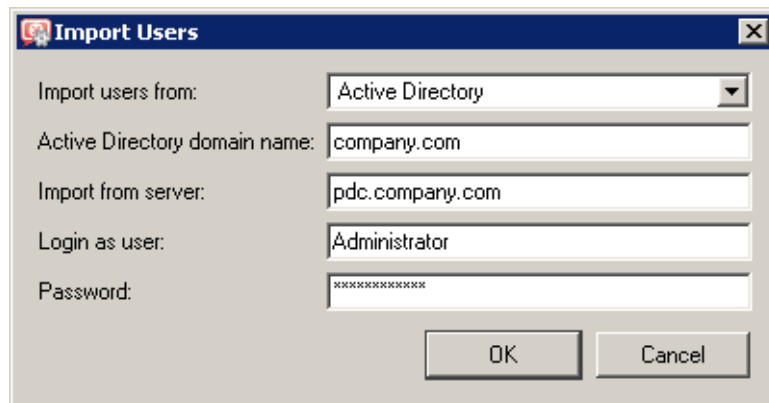 Import Users
Import users from: Active Directory
Active Directory domain name: company.com
Import from server: pdc.company.com
Login as user: Administrator
Password: ************
OK Cancel